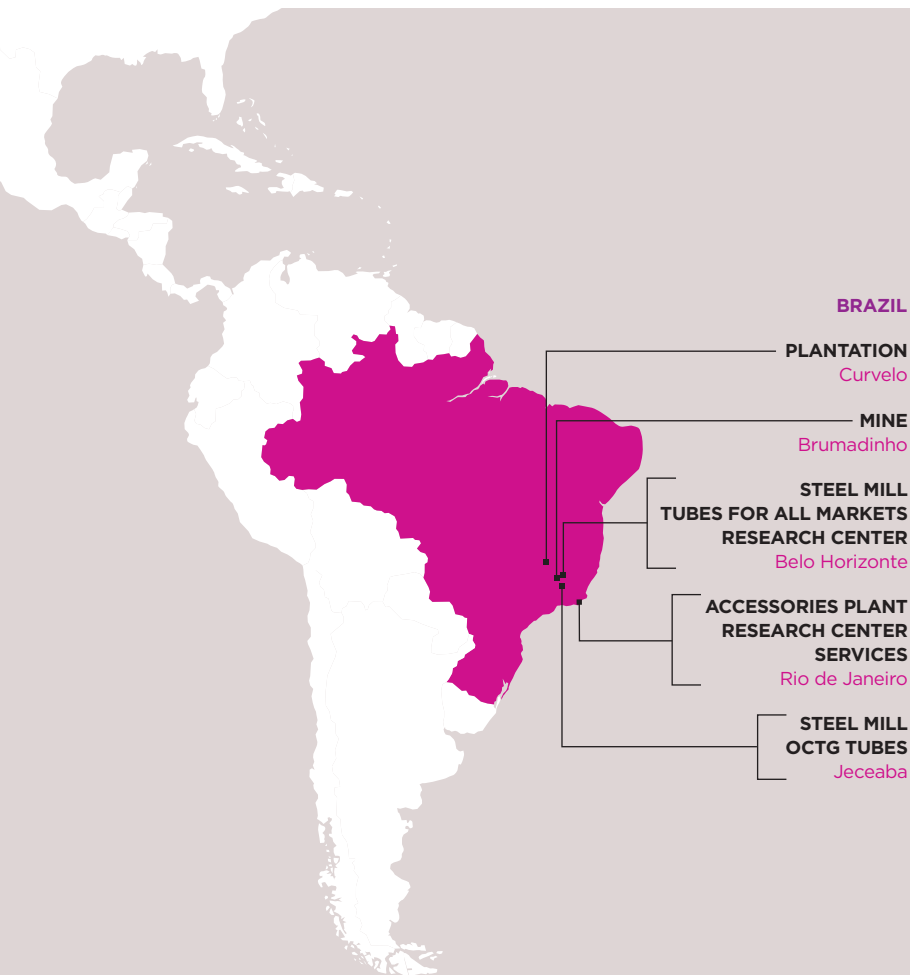 BRAZIL
PLANTATION
Curvelo
MINE
Brumadinho
STEEL MILL
TUBES FOR ALL MARKETS
RESEARCH CENTER
Belo Horizonte
ACCESSORIES PLANT
RESEARCH CENTER
SERVICES
Rio de Janeiro
STEEL MILL
OCTG TUBES
Jeceaba